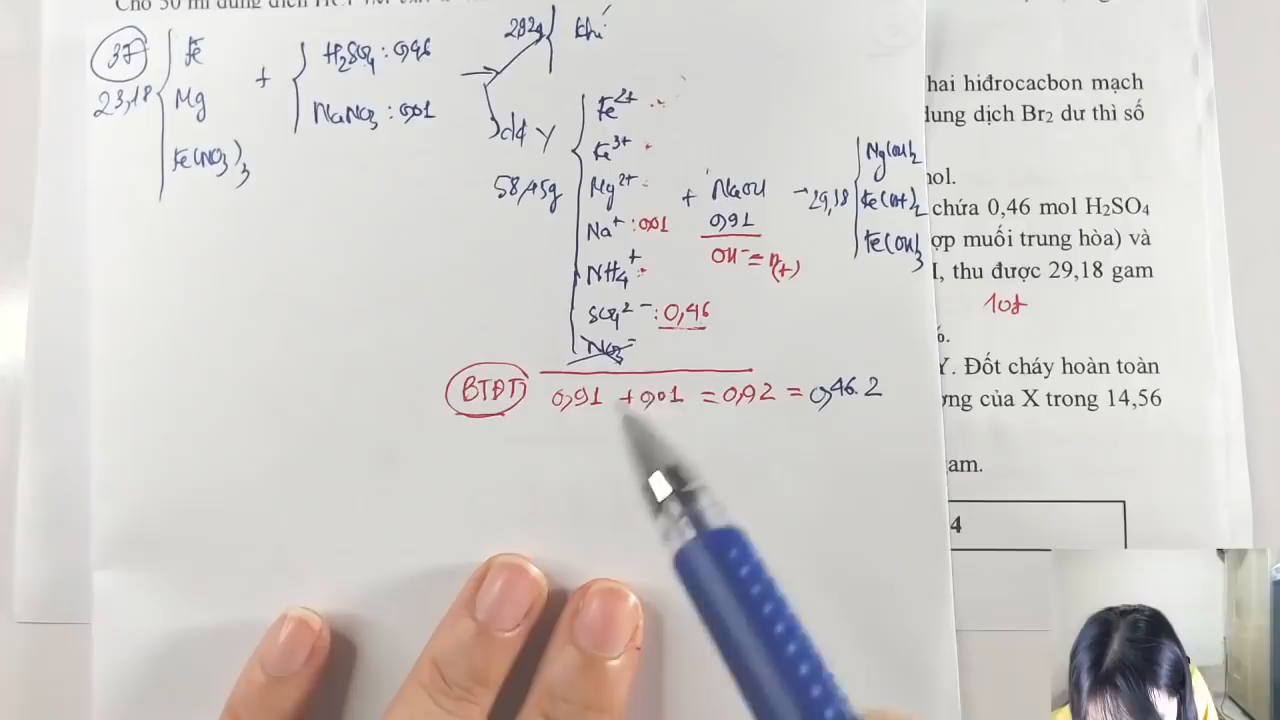 37
23,18
Fe
Mg
Fe(NO3)3
+
H2SO4 : 0,46
NaNO3 : 0,01
282g
khí
dd Y
58,45g
Fe2+
Fe3+
Mg2+
Na+ : 0,01
NH4+
SO42- : 0,46
NO3-
+ NaOH
0,91
OH- = n(+)
→ 29,18
Mg(OH)2
Fe(OH)2
Fe(OH)3
BTĐT
0,91 + 0,01 = 0,92 = 0,46.2
hai hiđrocacbon mạch
dung dịch Br2 dư thì số
mol.
chứa 0,46 mol H2SO4
ợp muối trung hòa) và
, thu được 29,18 gam
%.
Y. Đốt cháy hoàn toàn
ợng của X trong 14,56
gam.
4